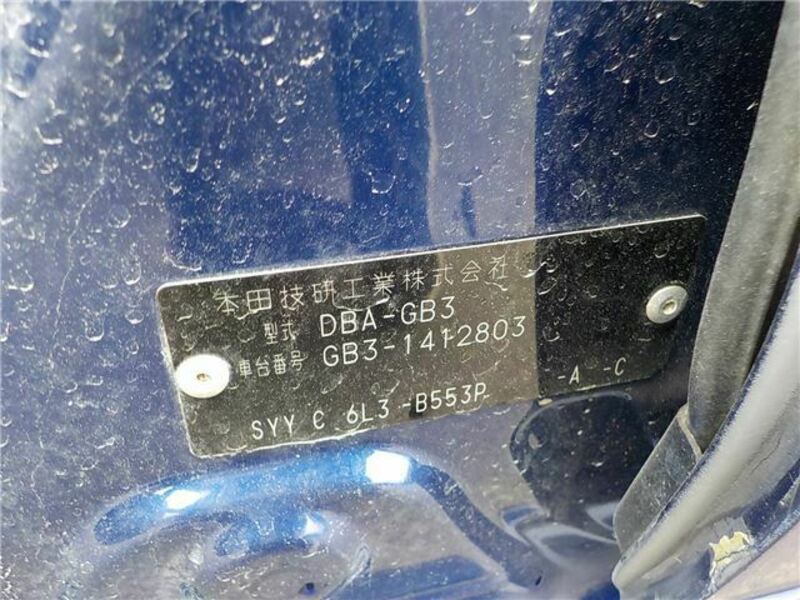 本田技研工業株式会社
型式 DBA-GB3
車台番号 GB3-1412803
SYY C 6L3 -B553P- -A -C